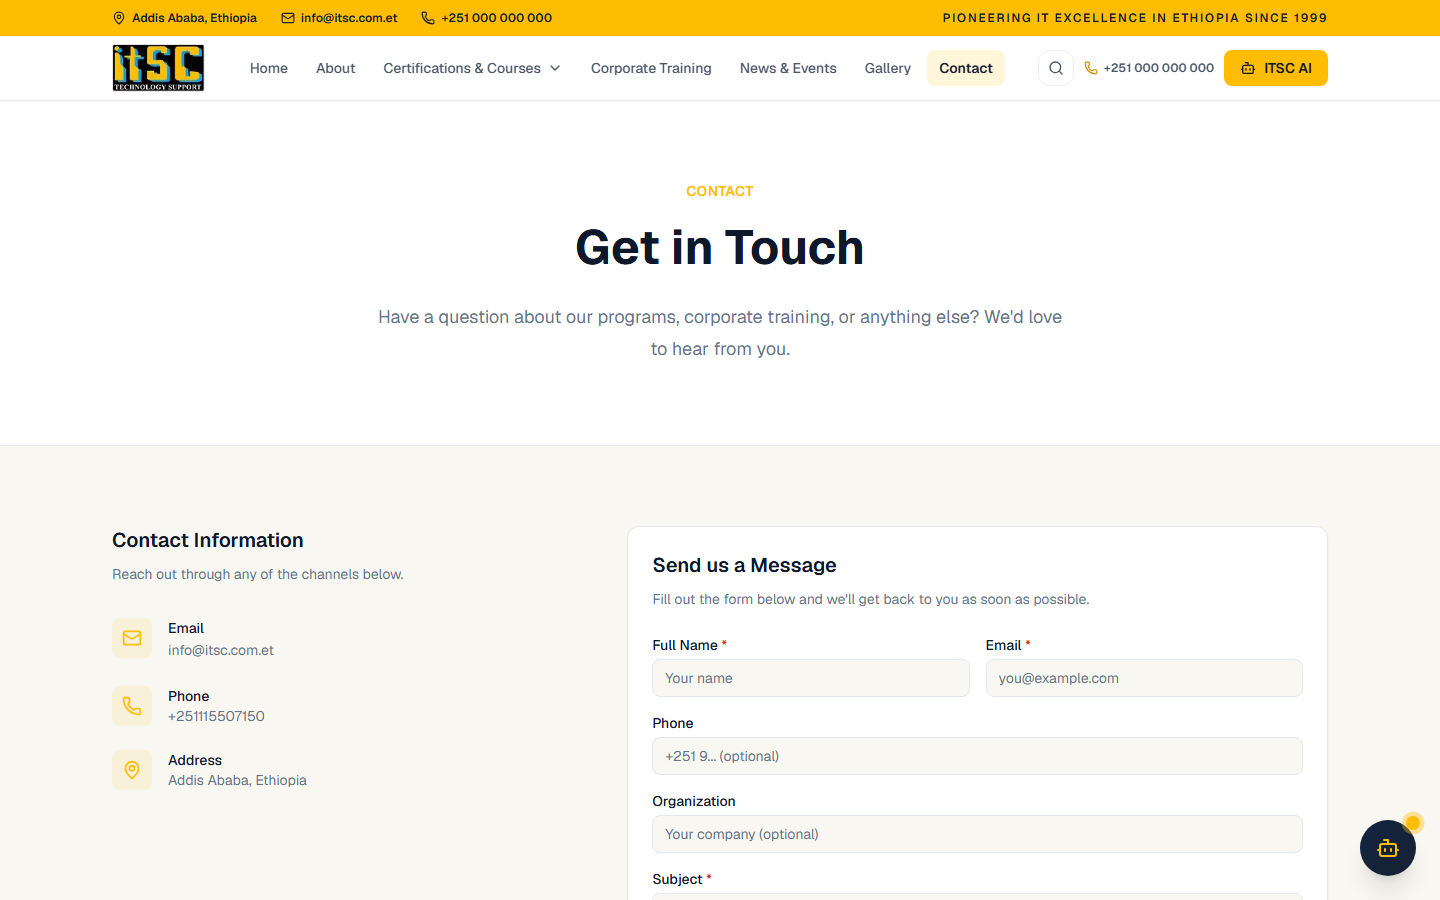 Addis Ababa, Ethiopia
info@itsc.com.et
+251 000 000 000
PIONEERING IT EXCELLENCE IN ETHIOPIA SINCE 1999
itSC
TECHNOLOGY SUPPORT
Home
About
Certifications & Courses
Corporate Training
News & Events
Gallery
Contact
+251 000 000 000
ITSC AI
CONTACT
Get in Touch
Have a question about our programs, corporate training, or anything else? We'd love
to hear from you.
Contact Information
Reach out through any of the channels below.
Email
info@itsc.com.et
Phone
+251115507150
Address
Addis Ababa, Ethiopia
Send us a Message
Fill out the form below and we'll get back to you as soon as possible.
Full Name *
Your name
Email *
you@example.com
Phone
+251 9... (optional)
Organization
Your company (optional)
Subject *